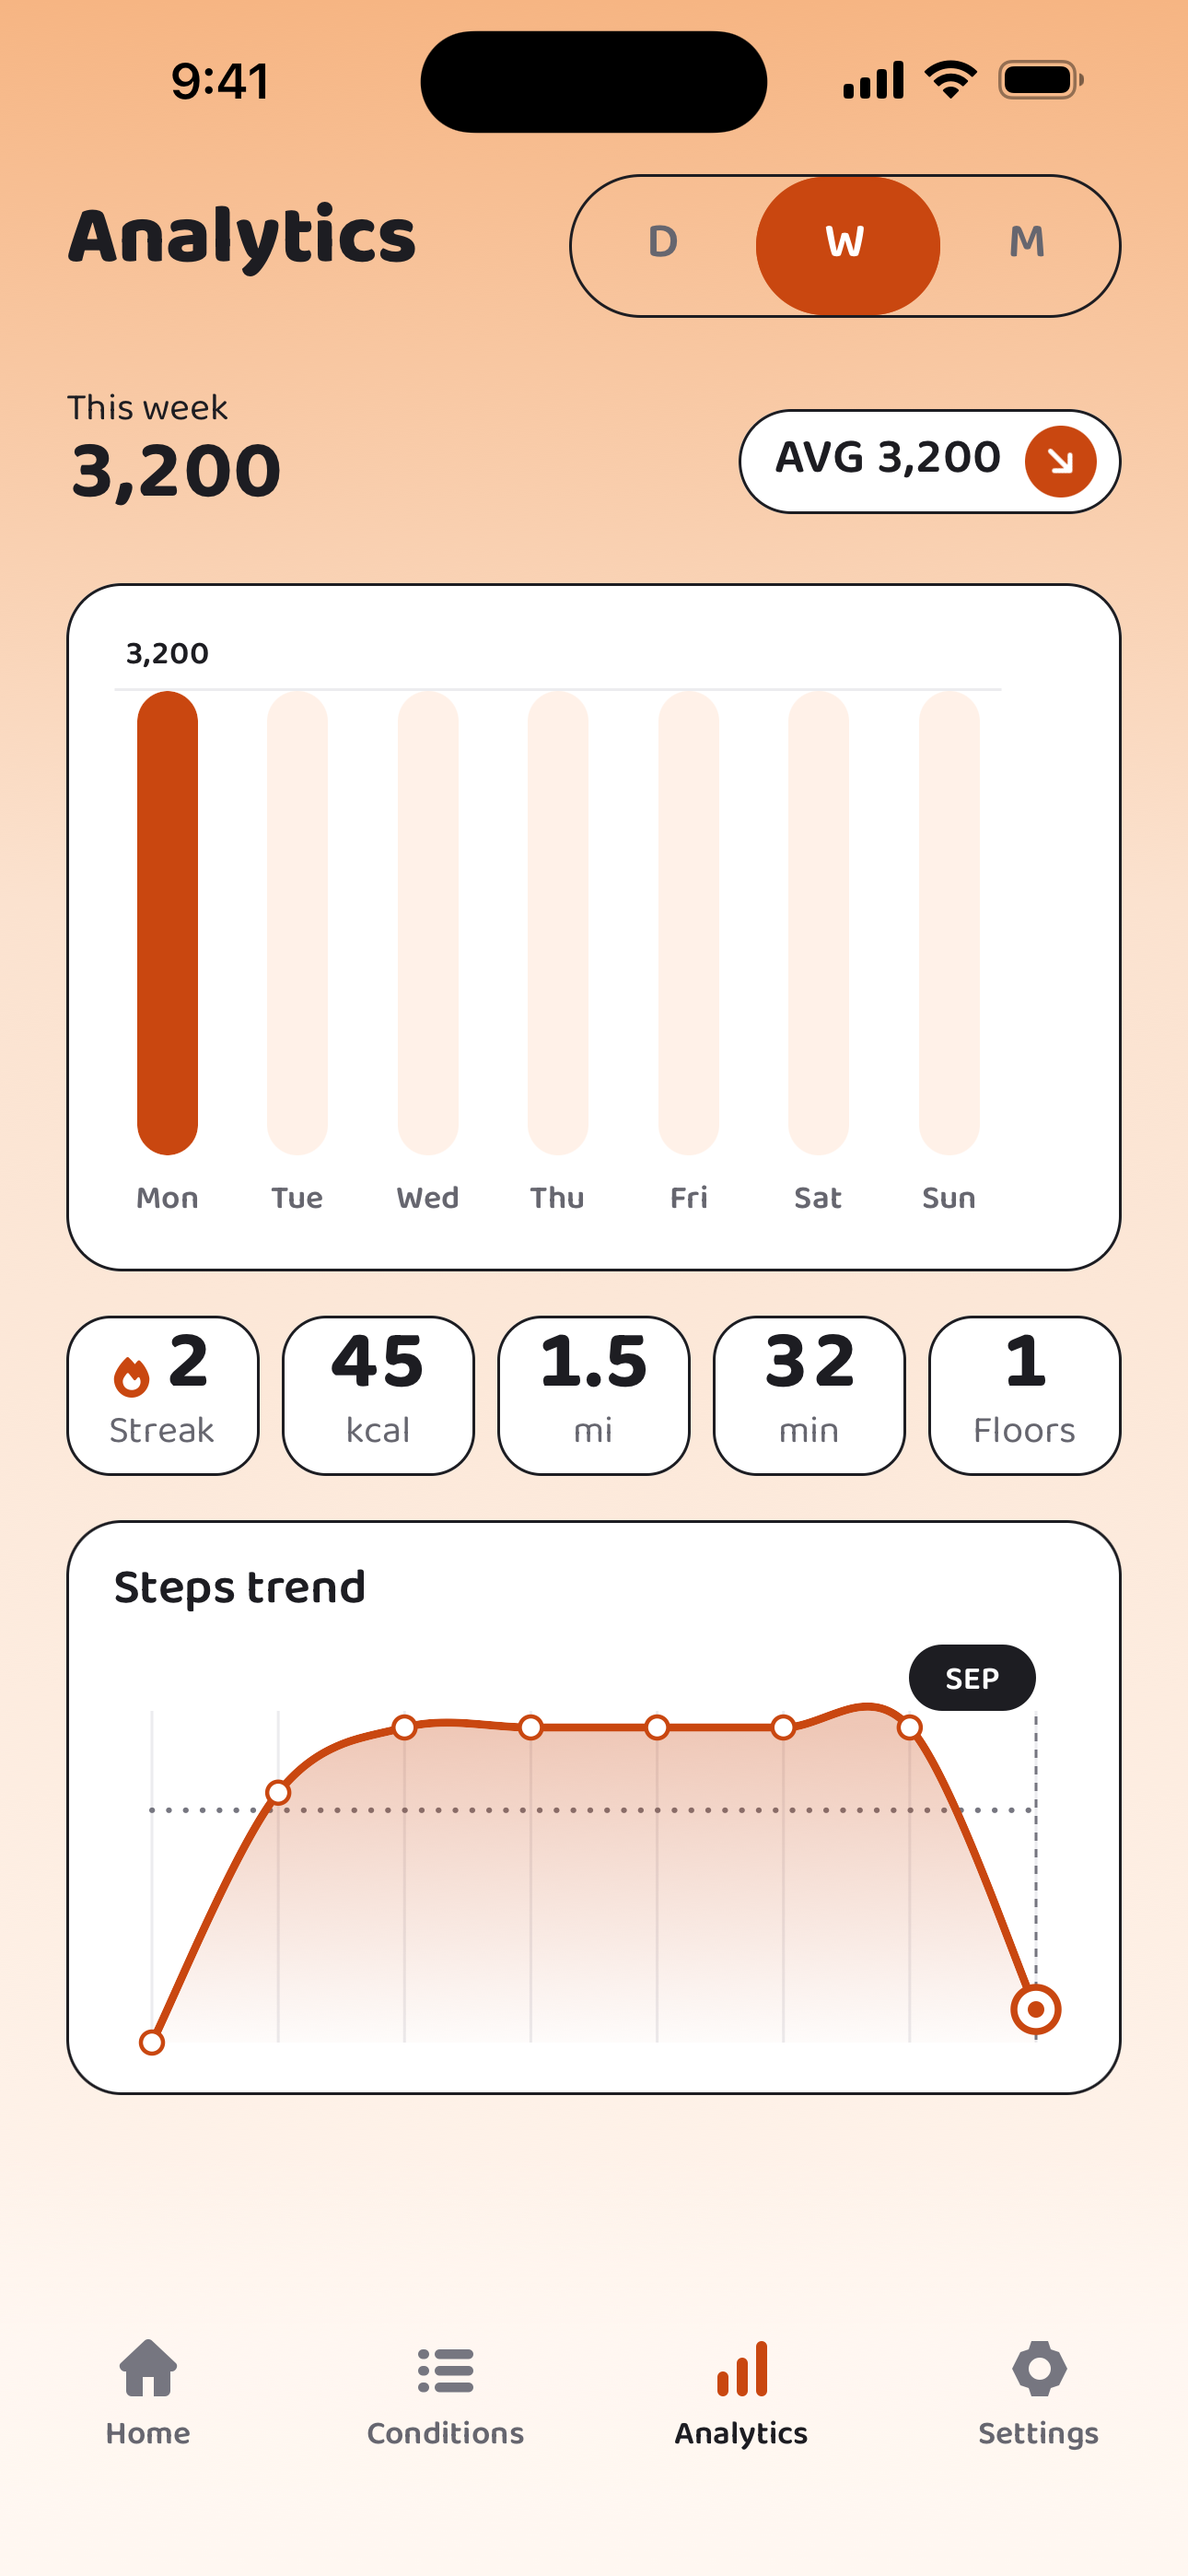 9:41
Analytics
D W M
This week
3,200
AVG 3,200
3,200
Mon Tue Wed Thu Fri Sat Sun
2 45 1.5 32 1
Streak kcal mi min Floors
Steps trend
SEP
Home Conditions Analytics Settings